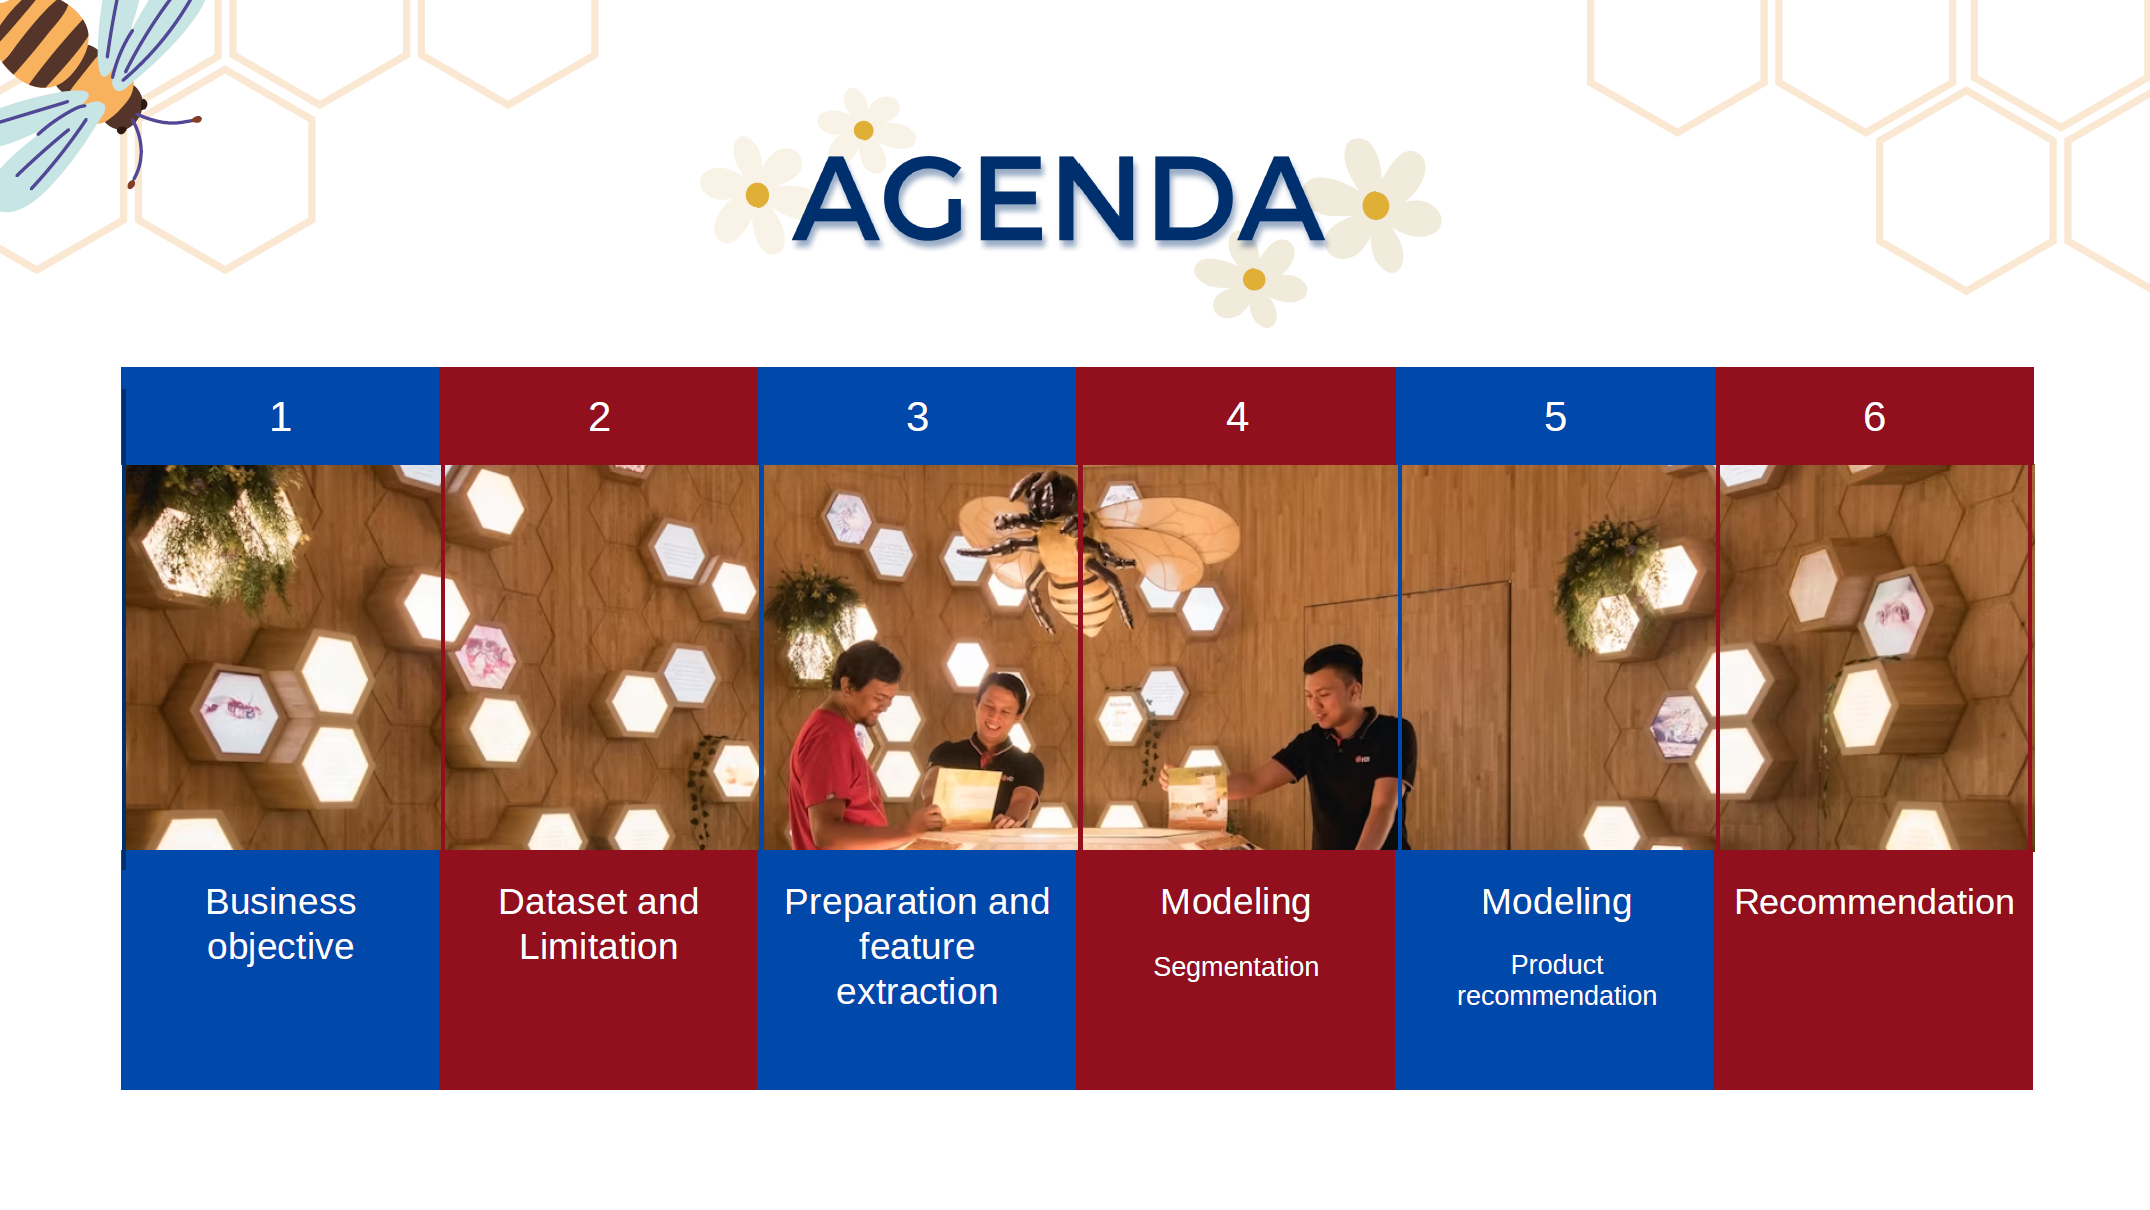 AGENDA
1
2
3
4
5
6
Business
objective
Dataset and
Limitation
Preparation and
feature
extraction
Modeling
Segmentation
Modeling
Product
recommendation
Recommendation